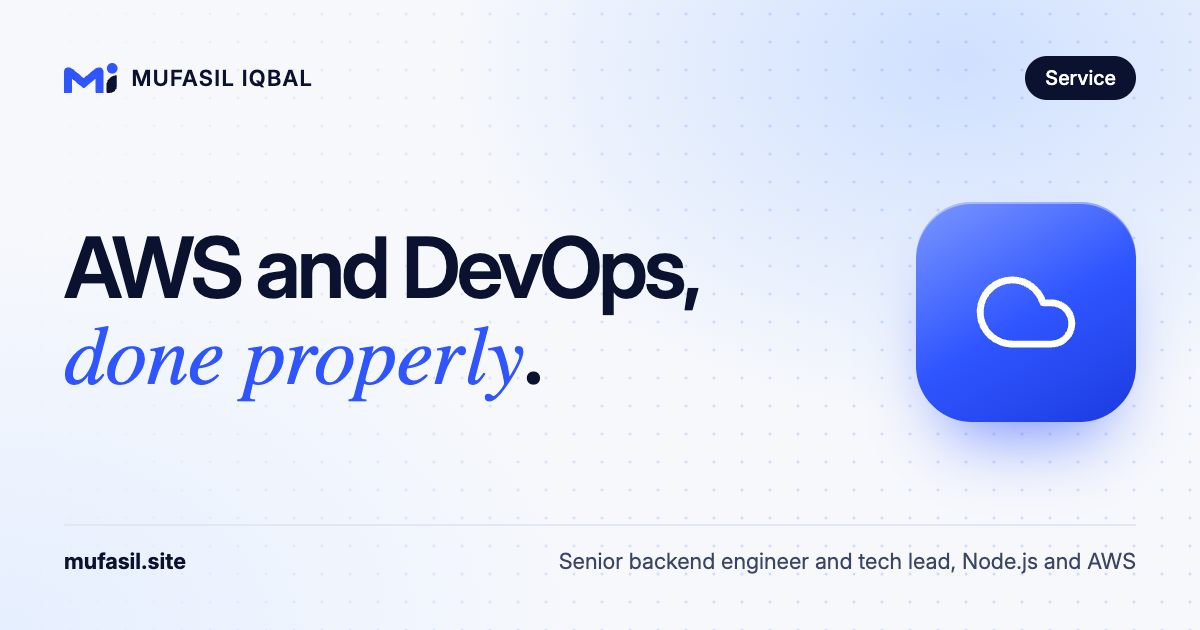 Mi MUFASIL IQBAL
Service
AWS and DevOps,
done properly.
mufasil.site
Senior backend engineer and tech lead, Node.js and AWS